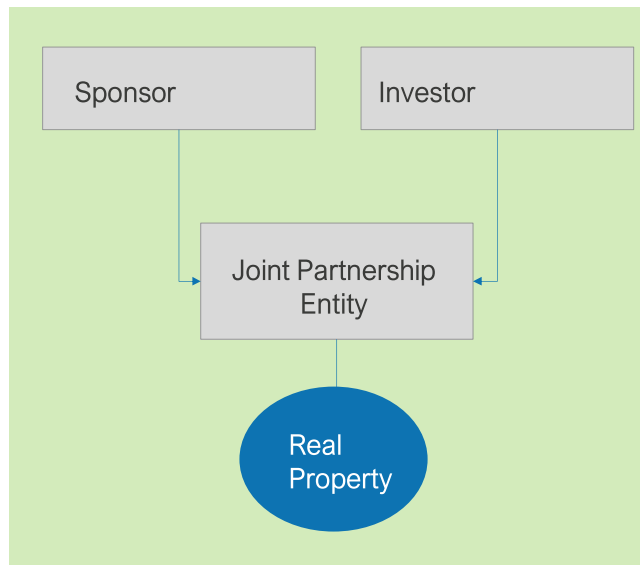 Sponsor
Investor
Joint Partnership
Entity
Real
Property